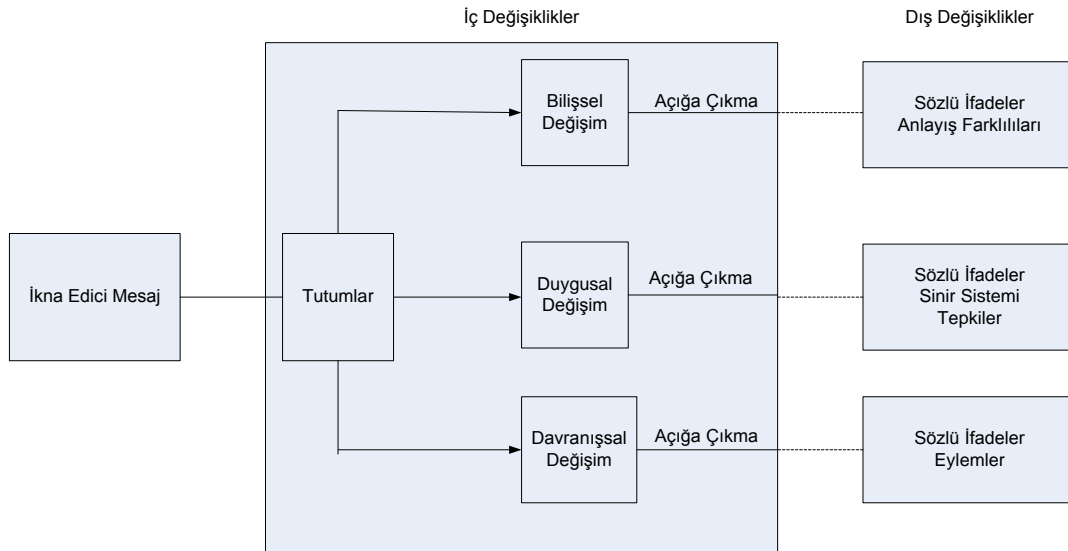 İç Değişiklikler
Dış Değişiklikler
Bilişsel
Değişim
Açığa Çıkma
Sözlü İfadeler
Anlayış Farklılıları
İkna Edici Mesaj
Tutumlar
Duygusal
Değişim
Açığa Çıkma
Sözlü İfadeler
Sinir Sistemi
Tepkiler
Davranışsal
Değişim
Açığa Çıkma
Sözlü İfadeler
Eylemler